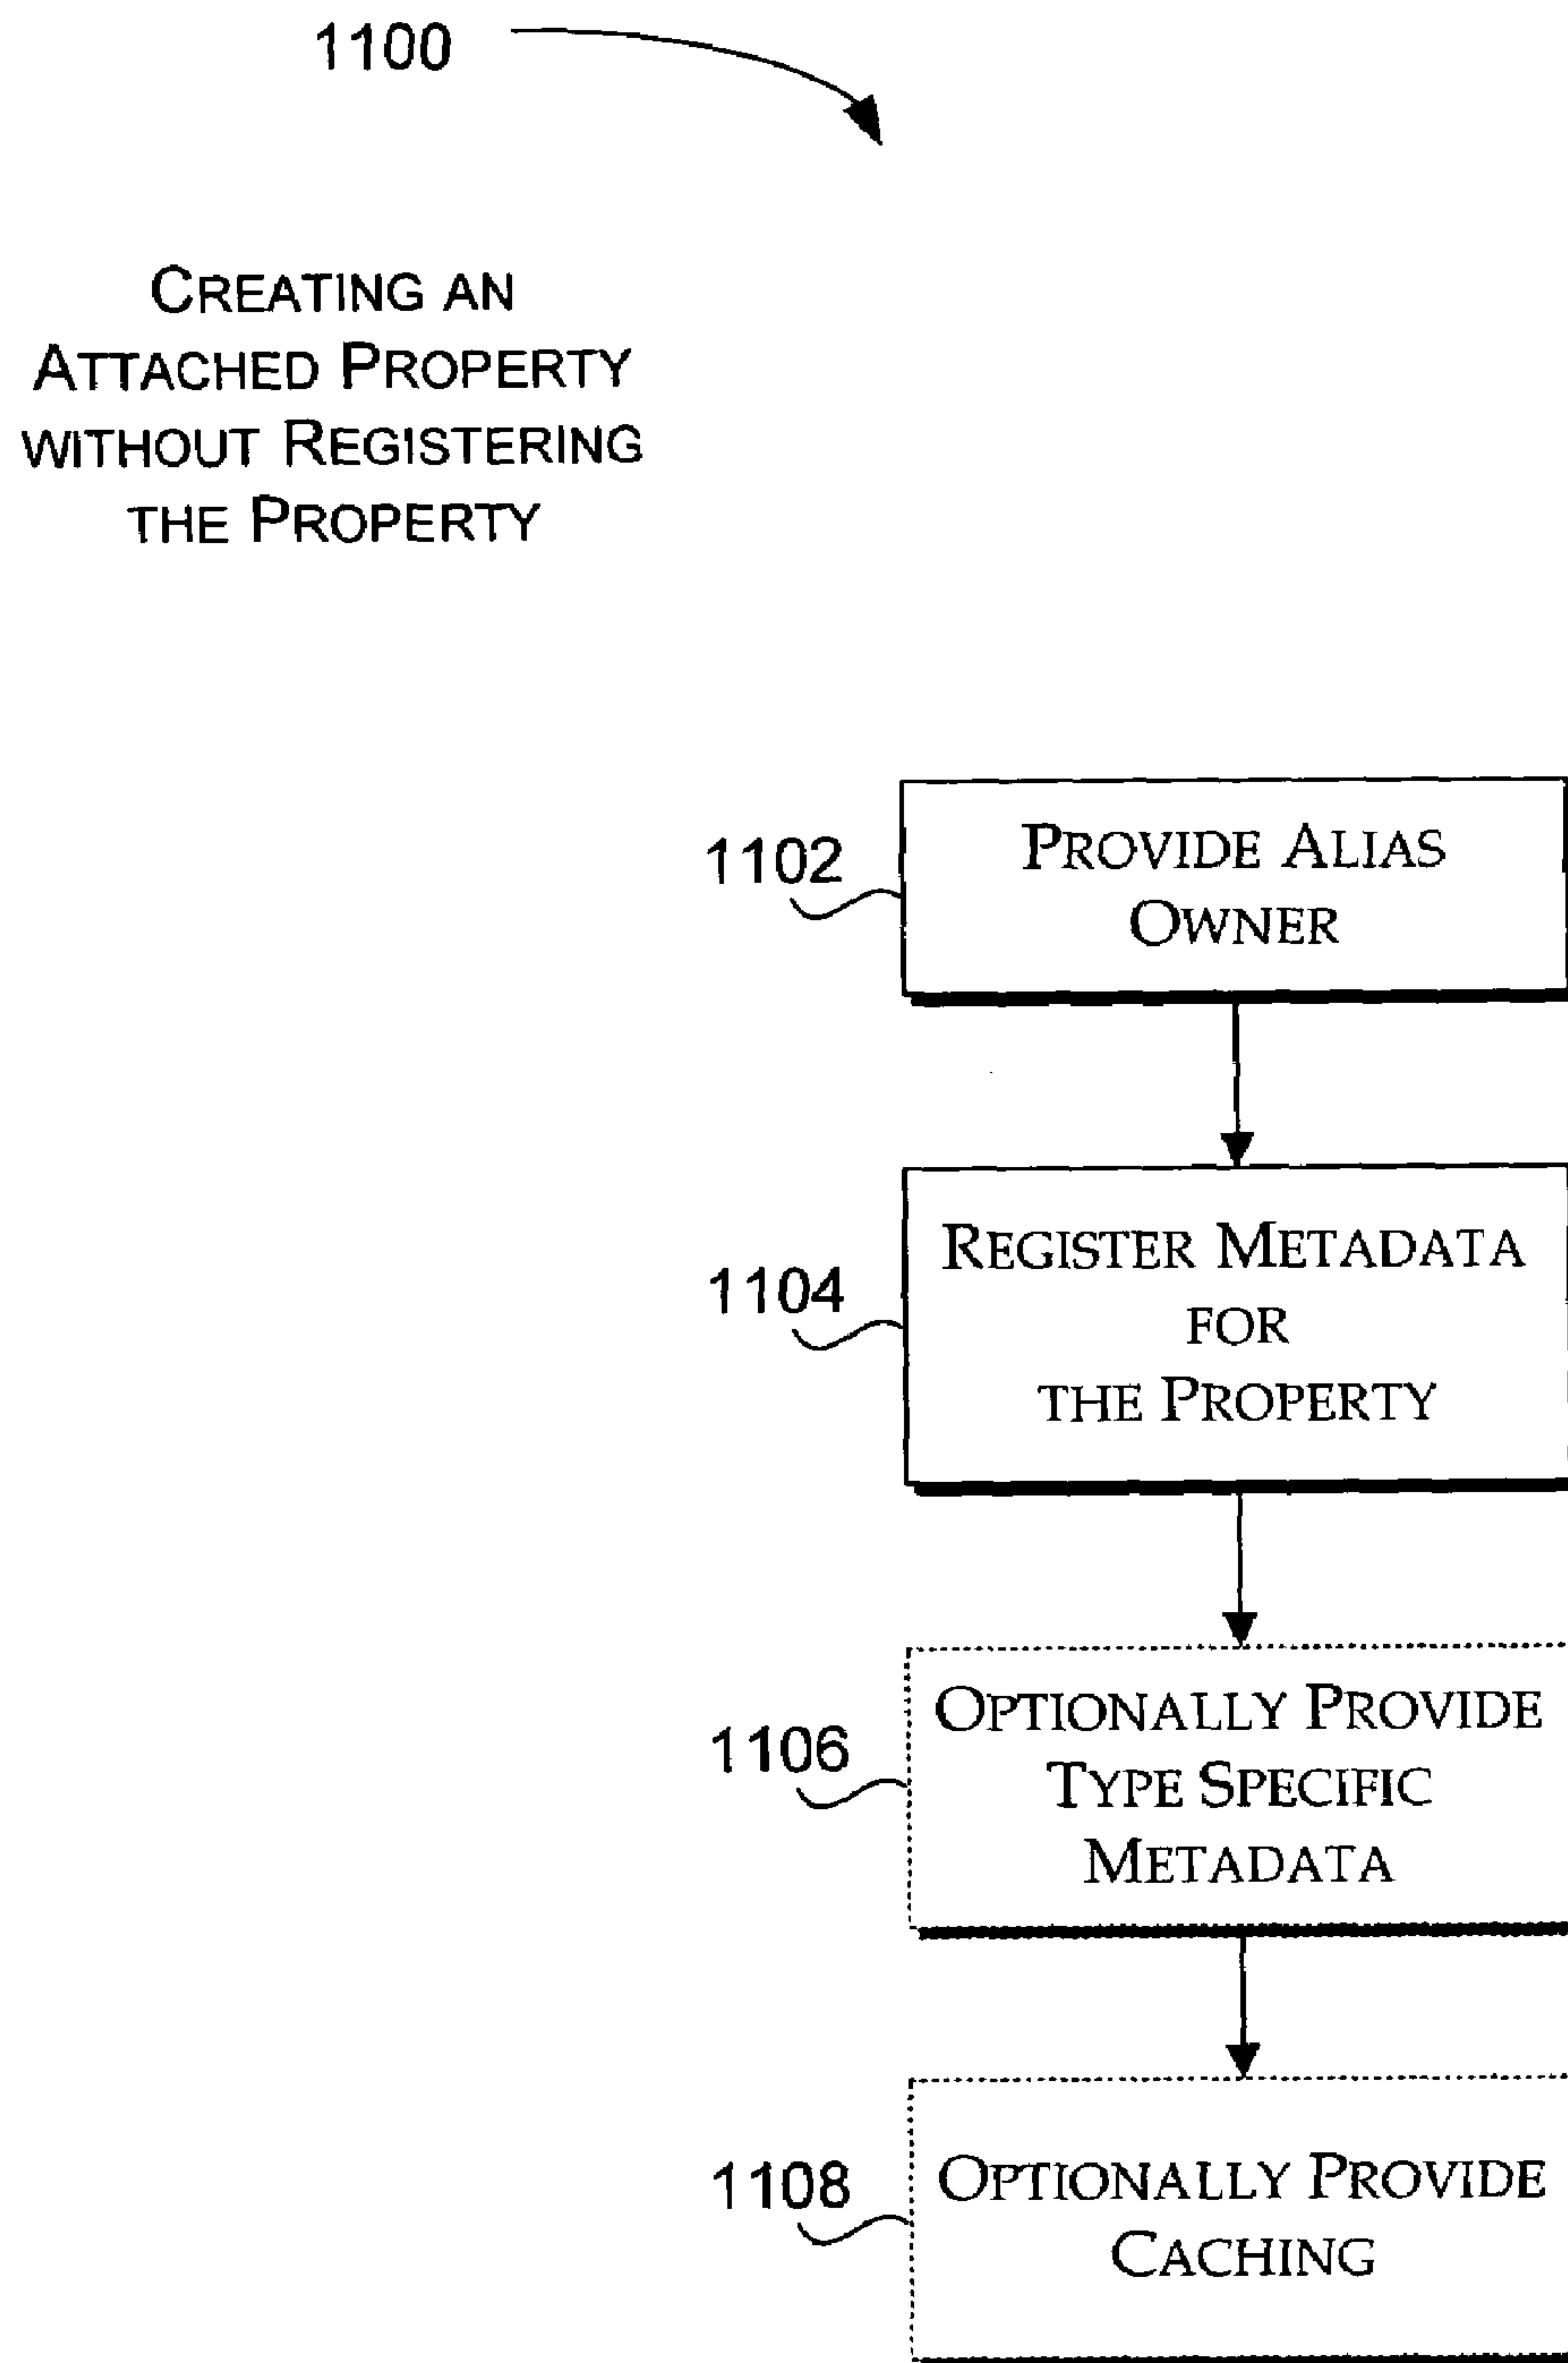 1100
CREATING AN
ATTACHED PROPERTY
WITHOUT REGISTERING
THE PROPERTY
1102
PROVIDE ALIAS
OWNER
1104
REGISTER METADATA
FOR
THE PROPERTY
1106
OPTIONALLY PROVIDE
TYPE SPECIFIC
METADATA
1108
OPTIONALLY PROVIDE
CACHING